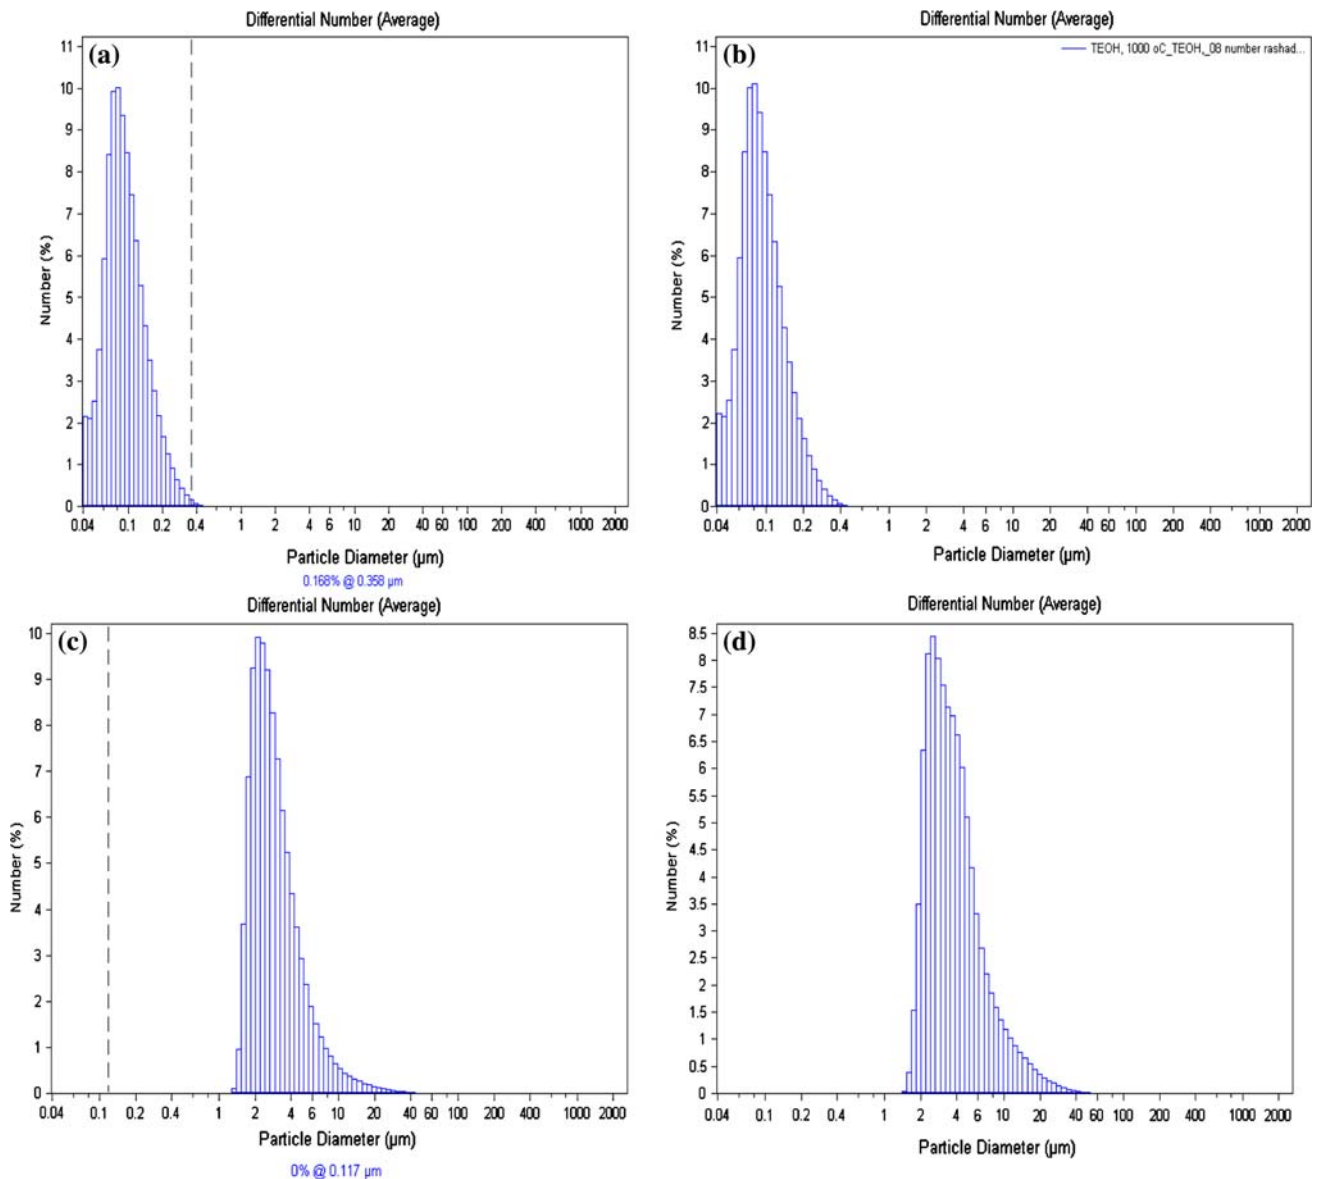 Differential Number (Average)
(a)
11
10
9
8
7
6
5
4
3
2
1
0
Number (%)
0.04 0.1 0.2 0.4 1 2 4 6 10 20 40 60 100 200 400 1000 2000
Particle Diameter (µm)
0.168% @ 0.358 µm
Differential Number (Average)
(b)
TEOH, 1000 oC_TEOH,_08 number rashad...
11
10
9
8
7
6
5
4
3
2
1
0
Number (%)
0.04 0.1 0.2 0.4 1 2 4 6 10 20 40 60 100 200 400 1000 2000
Particle Diameter (µm)
Differential Number (Average)
(c)
10
9
8
7
6
5
4
3
2
1
0
Number (%)
0.04 0.1 0.2 0.4 1 2 4 6 10 20 40 60 100 200 400 1000 2000
Particle Diameter (µm)
0% @ 0.117 µm
Differential Number (Average)
(d)
8.5
8
7.5
7
6.5
6
5.5
5
4.5
4
3.5
3
2.5
2
1.5
1
0.5
0
Number (%)
0.04 0.1 0.2 0.4 1 2 4 6 10 20 40 60 100 200 400 1000 2000
Particle Diameter (µm)